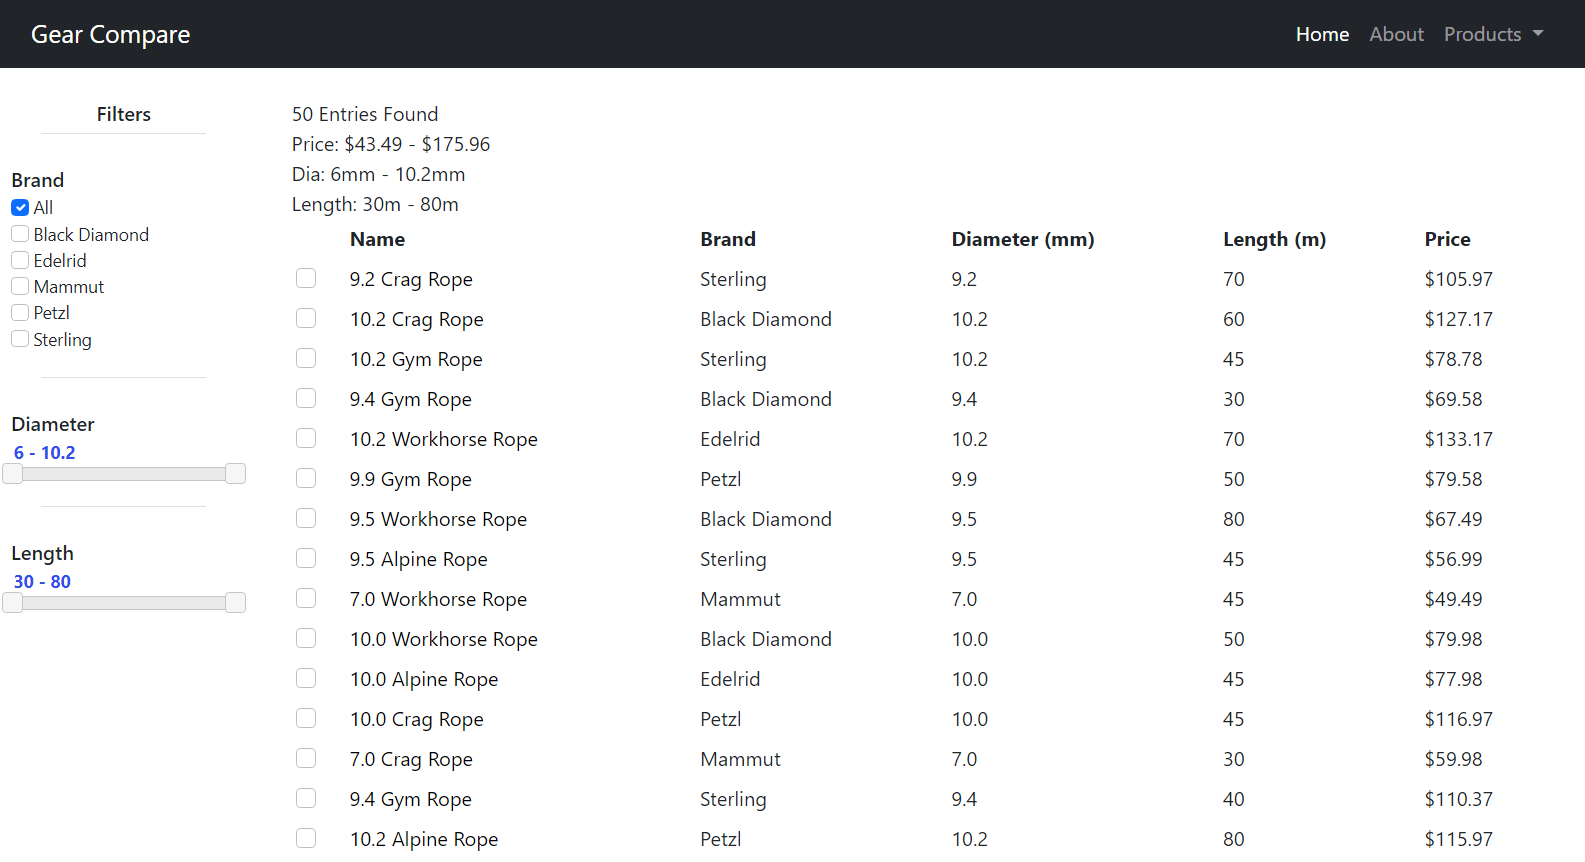 Gear Compare Home About Products
Filters
Brand
All
Black Diamond
Edelrid
Mammut
Petzl
Sterling
Diameter
6 - 10.2
Length
30 - 80
50 Entries Found
Price: $43.49 - $175.96
Dia: 6mm - 10.2mm
Length: 30m - 80m
Name Brand Diameter (mm) Length (m) Price
9.2 Crag Rope Sterling 9.2 70 $105.97
10.2 Crag Rope Black Diamond 10.2 60 $127.17
10.2 Gym Rope Sterling 10.2 45 $78.78
9.4 Gym Rope Black Diamond 9.4 30 $69.58
10.2 Workhorse Rope Edelrid 10.2 70 $133.17
9.9 Gym Rope Petzl 9.9 50 $79.58
9.5 Workhorse Rope Black Diamond 9.5 80 $67.49
9.5 Alpine Rope Sterling 9.5 45 $56.99
7.0 Workhorse Rope Mammut 7.0 45 $49.49
10.0 Workhorse Rope Black Diamond 10.0 50 $79.98
10.0 Alpine Rope Edelrid 10.0 45 $77.98
10.0 Crag Rope Petzl 10.0 45 $116.97
7.0 Crag Rope Mammut 7.0 30 $59.98
9.4 Gym Rope Sterling 9.4 40 $110.37
10.2 Alpine Rope Petzl 10.2 80 $115.97